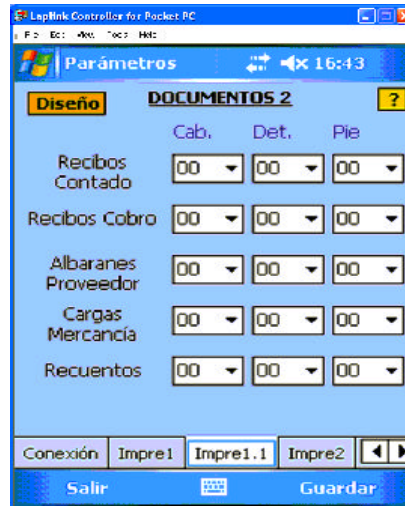 Laplink Controller for Pocket PC
Parámetros 16:43
Diseño DOCUMENTOS 2 ?
Cab. Det. Pie
Recibos
Contado 00 00 00
Recibos Cobro 00 00 00
Albaranes
Proveedor 00 00 00
Cargas
Mercancía 00 00 00
Recuentos 00 00 00
Conexión Impre1 Impre1.1 Impre2
Salir Guardar